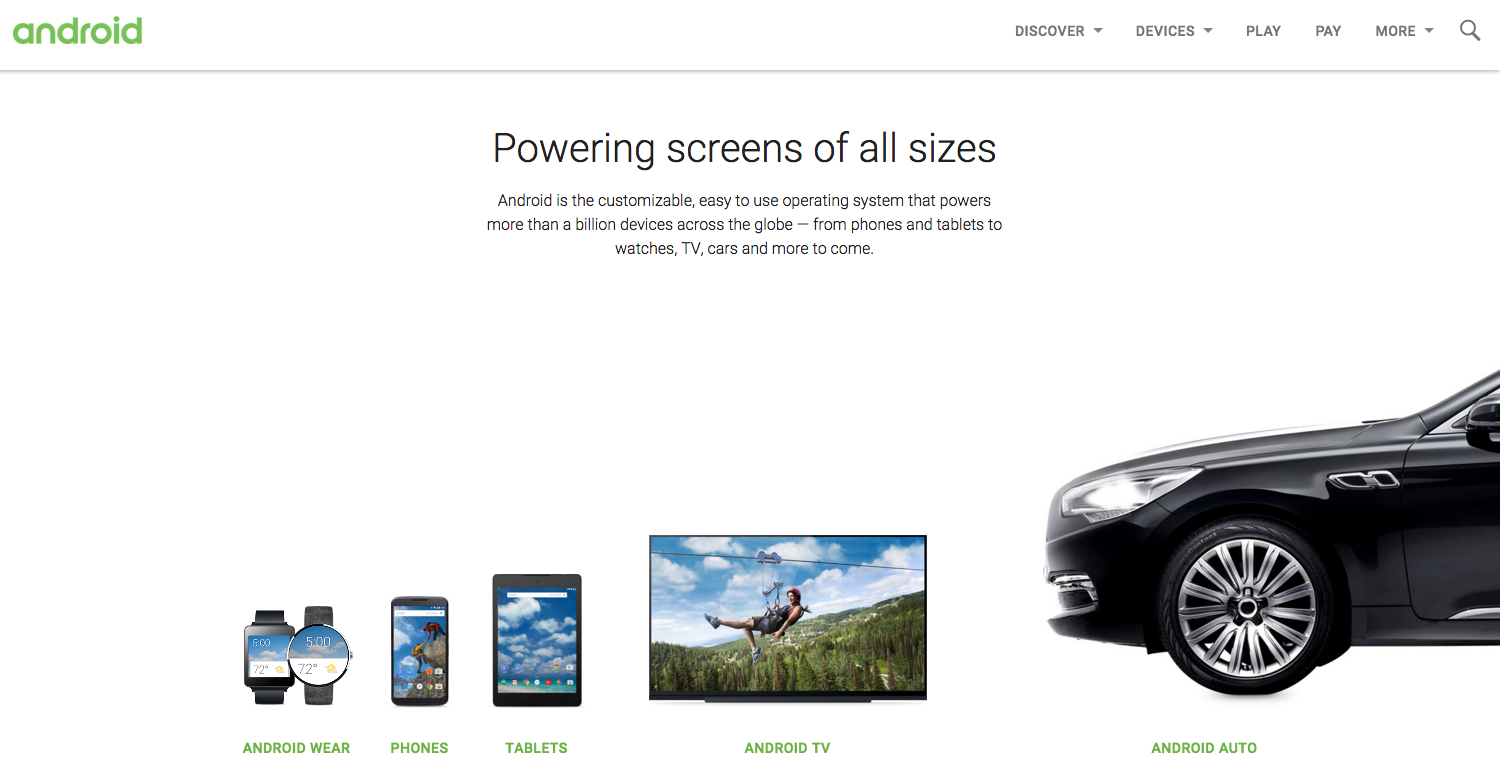 android
DISCOVER
DEVICES
PLAY
PAY
MORE
Powering screens of all sizes
Android is the customizable, easy to use operating system that powers
more than a billion devices across the globe — from phones and tablets to
watches, TV, cars and more to come.
5:00
72°
5:00
72°
ANDROID WEAR
PHONES
TABLETS
ANDROID TV
ANDROID AUTO